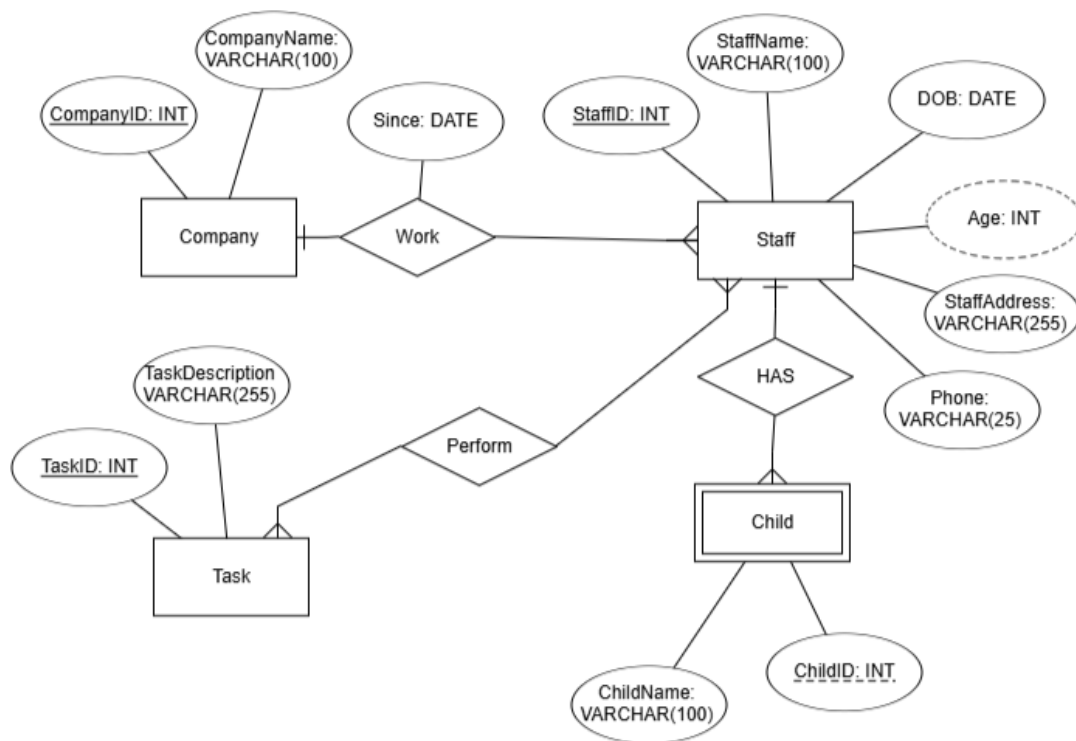 CompanyName:
VARCHAR(100)
CompanyID: INT
Since: DATE
StaffName:
VARCHAR(100)
StaffID: INT
DOB: DATE
Company
Work
Staff
Age: INT
StaffAddress:
VARCHAR(255)
HAS
Phone:
VARCHAR(25)
TaskDescription
VARCHAR(255)
Perform
TaskID: INT
Task
Child
ChildName:
VARCHAR(100)
ChildID: INT